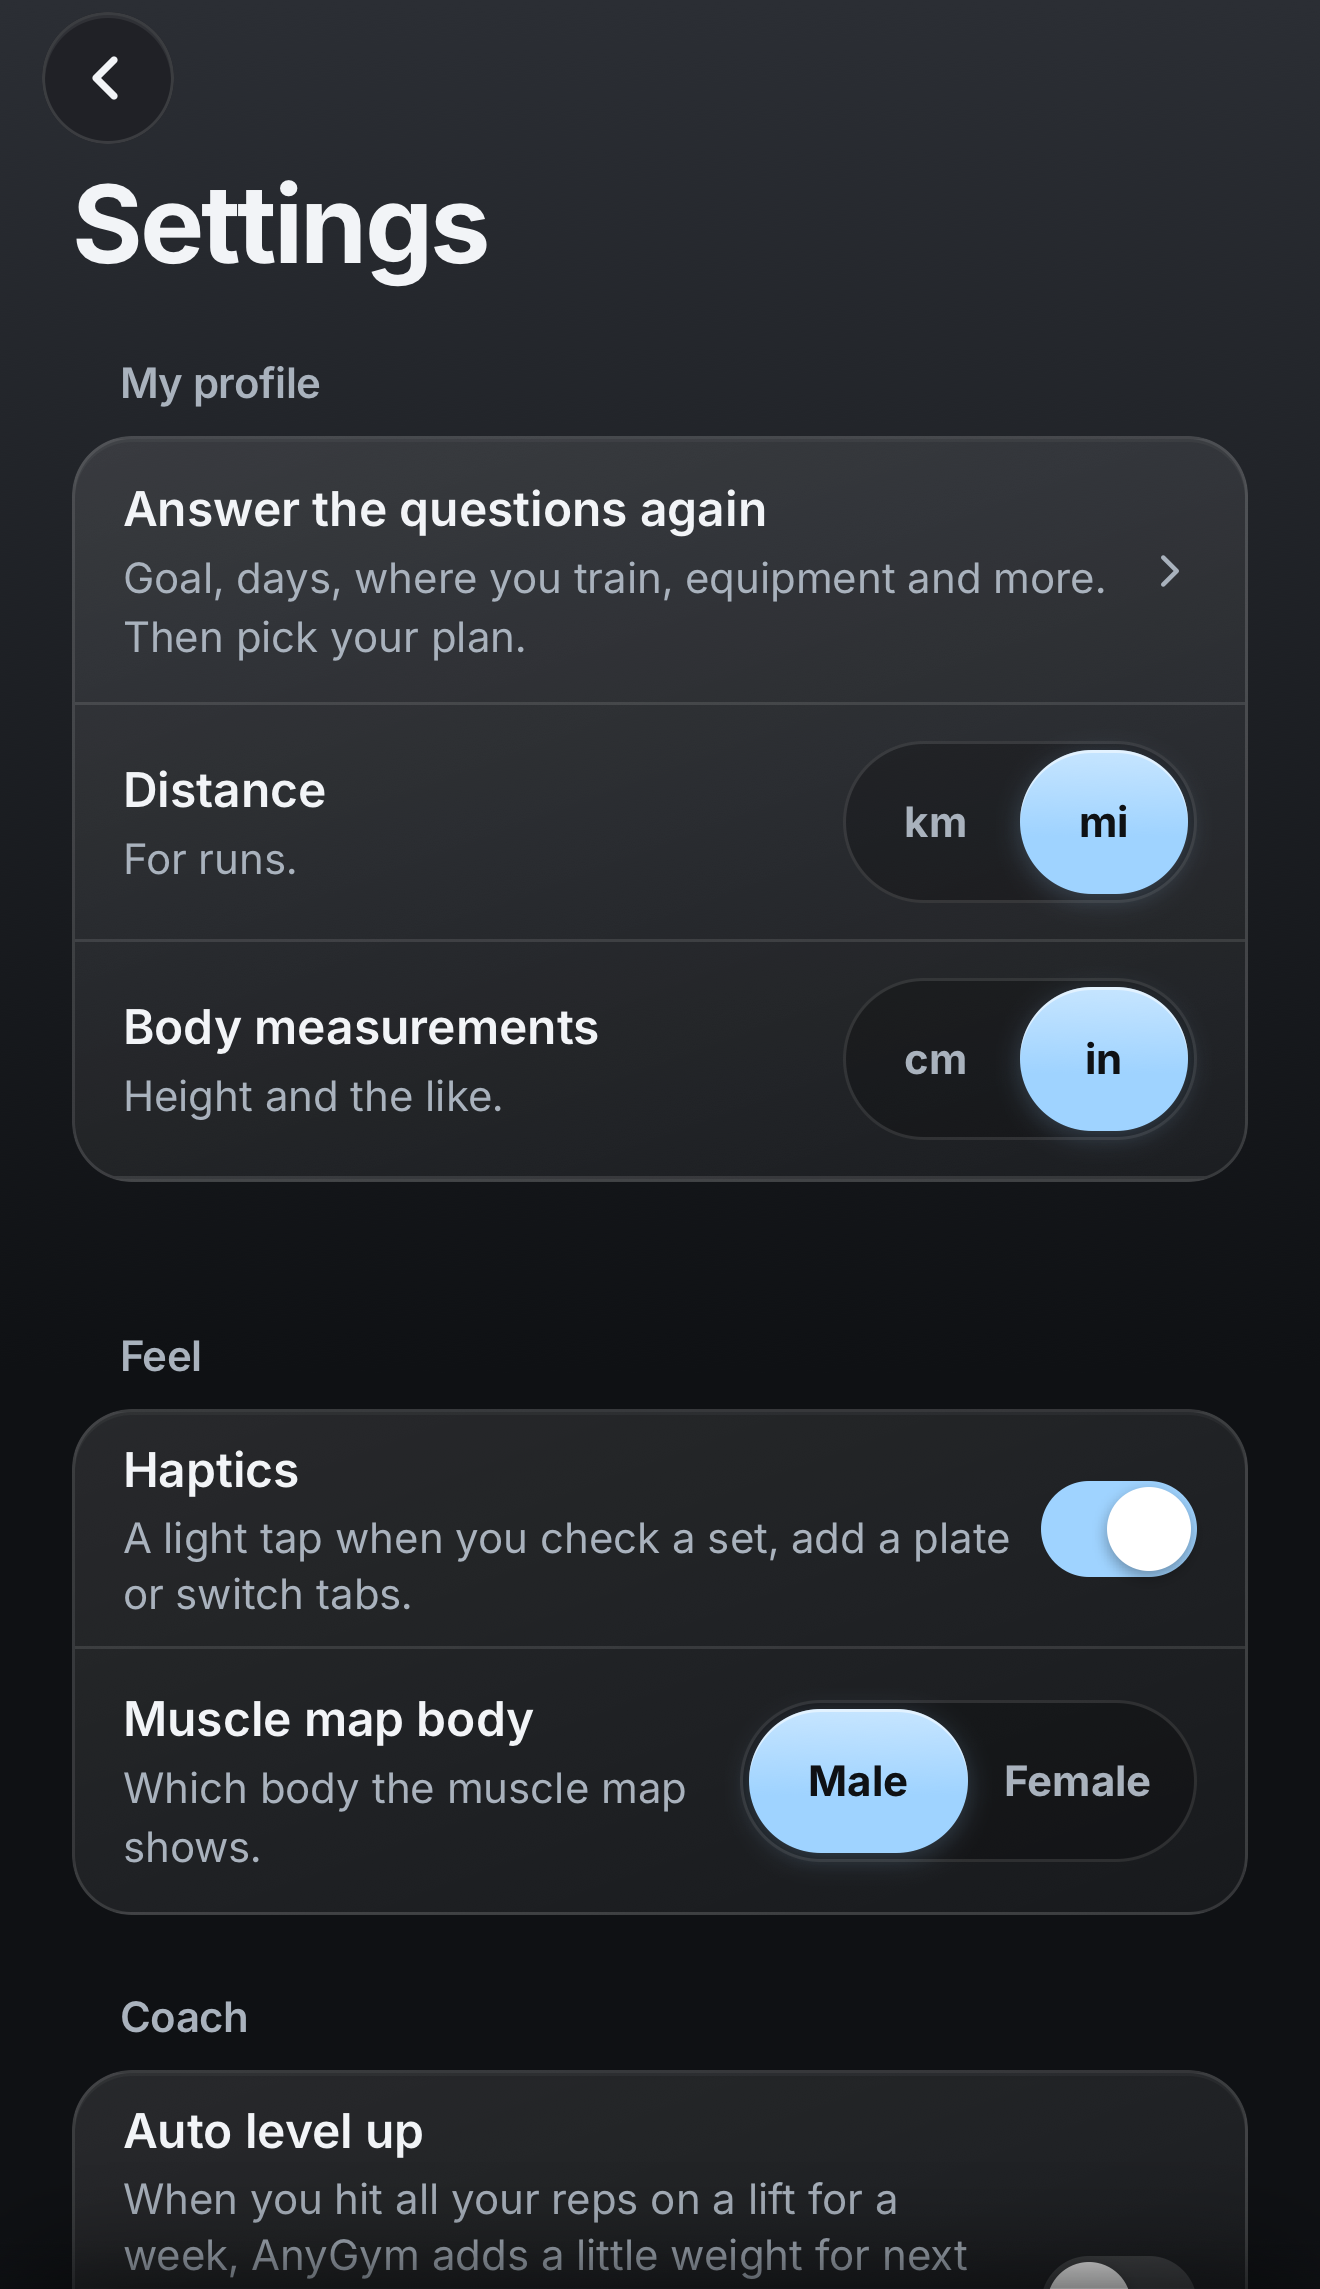 Settings
My profile
Answer the questions again
Goal, days, where you train, equipment and more.
Then pick your plan.
Distance
For runs.
km
mi
Body measurements
Height and the like.
cm
in
Feel
Haptics
A light tap when you check a set, add a plate
or switch tabs.
Muscle map body
Which body the muscle map
shows.
Male
Female
Coach
Auto level up
When you hit all your reps on a lift for a
week, AnyGym adds a little weight for next